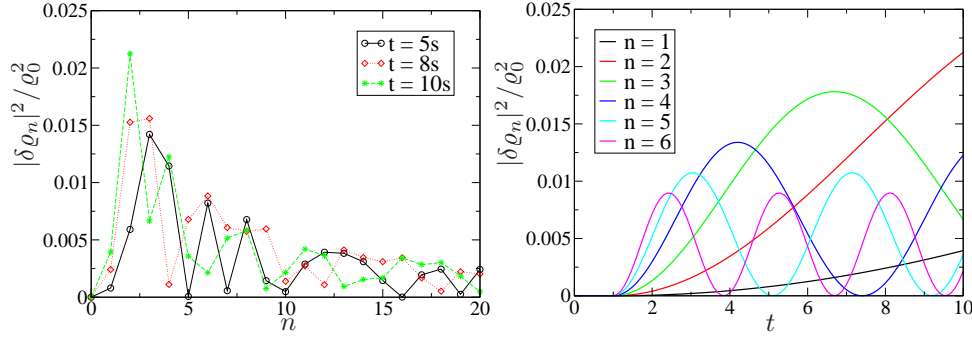 0.025
0.02
0.015
0.01
0.005
0
|δϱₙ|² / ϱ₀²
t = 5s
t = 8s
t = 10s
0 5 10 15 20
n
0.025
0.02
0.015
0.01
0.005
0
|δϱₙ|² / ϱ₀²
n = 1
n = 2
n = 3
n = 4
n = 5
n = 6
0 2 4 6 8 10
t